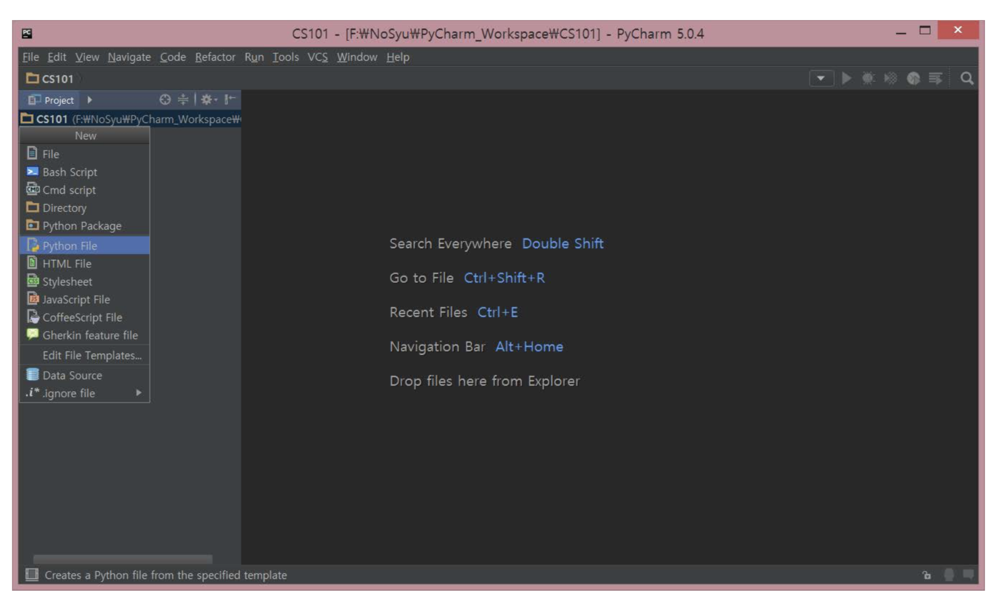 PC
CS101 - [F:₩NoSyu₩PyCharm_Workspace₩CS101] - PyCharm 5.0.4
File Edit View Navigate Code Refactor Run Tools VCS Window Help
CS101
Project
CS101 (F:₩NoSyu₩PyCharm_Workspace₩
New
File
Bash Script
CMD Cmd script
Directory
Python Package
Python File
h HTML File
CSS Stylesheet
JS JavaScript File
CoffeeScript File
Gherkin feature file
Edit File Templates...
Data Source
.i* .ignore file
Search Everywhere Double Shift
Go to File Ctrl+Shift+R
Recent Files Ctrl+E
Navigation Bar Alt+Home
Drop files here from Explorer
Creates a Python file from the specified template